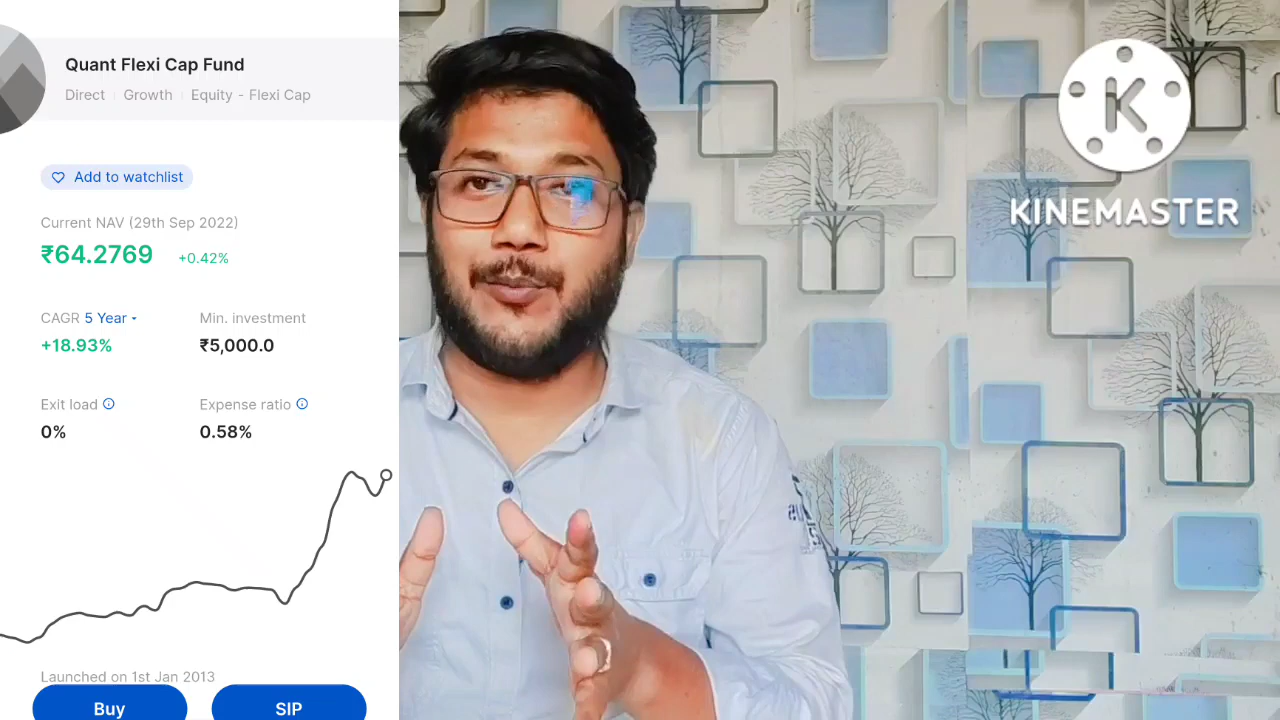 Quant Flexi Cap Fund
Direct Growth Equity - Flexi Cap
Add to watchlist
Current NAV (29th Sep 2022)
₹64.2769 +0.42%
CAGR 5 Year Min. investment
+18.93% ₹5,000.0
Exit load Expense ratio
0% 0.58%
Launched on 1st Jan 2013
Buy SIP
K
KINEMASTER